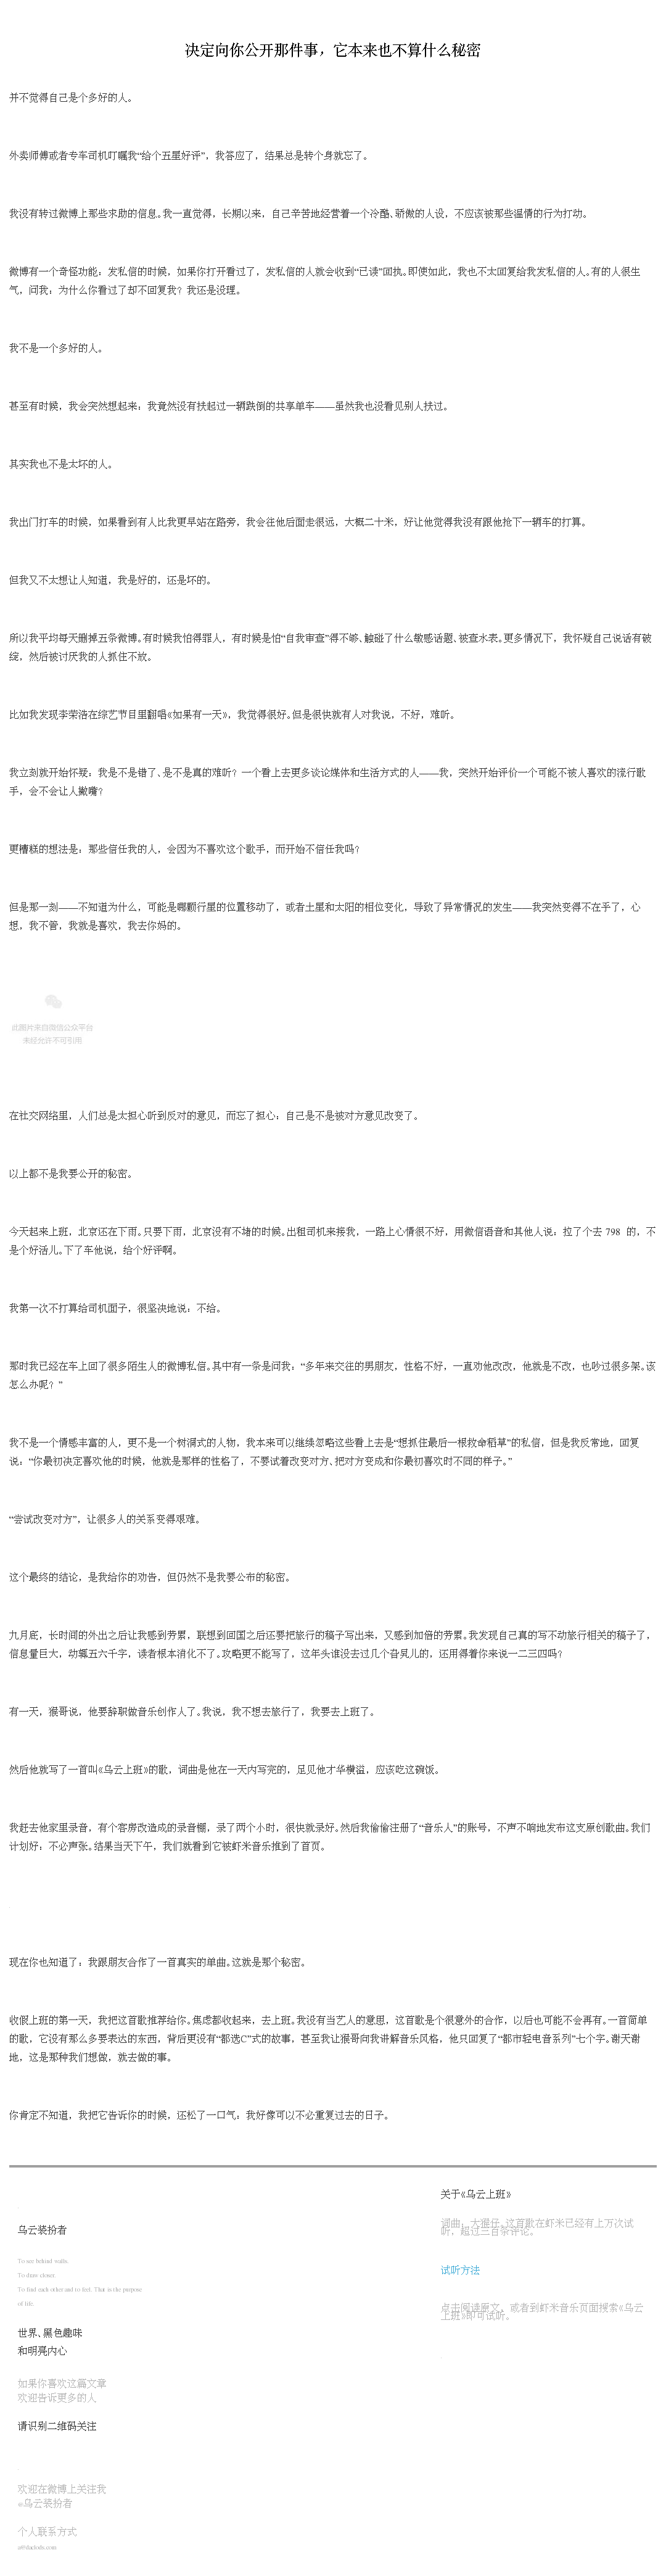 决定向你公开那件事，它本来也不算什么秘密
并不觉得自己是个多好的人。
外卖师傅或者专车司机叮嘱我“给个五星好评”，我答应了，结果总是转个身就忘了。
我没有转过微博上那些求助的信息。我一直觉得，长期以来，自己辛苦地经营着一个冷酷、骄傲的人设，不应该被那些温情的行为打动。
微博有一个奇怪功能：发私信的时候，如果你打开看过了，发私信的人就会收到“已读”回执。即使如此，我也不太回复给我发私信的人。有的人很生
气，问我：为什么你看过了却不回复我？我还是没理。
我不是一个多好的人。
甚至有时候，我会突然想起来：我竟然没有扶起过一辆跌倒的共享单车——虽然我也没看见别人扶过。
其实我也不是太坏的人。
我出门打车的时候，如果看到有人比我更早站在路旁，我会往他后面走很远，大概二十米，好让他觉得我没有跟他抢下一辆车的打算。
但我又不太想让人知道，我是好的，还是坏的。
所以我平均每天删掉五条微博。有时候我怕得罪人，有时候是怕“自我审查”得不够、触碰了什么敏感话题、被查水表。更多情况下，我怀疑自己说话有破
绽，然后被讨厌我的人抓住不放。
比如我发现李荣浩在综艺节目里翻唱《如果有一天》，我觉得很好。但是很快就有人对我说，不好，难听。
我立刻就开始怀疑：我是不是错了、是不是真的难听？一个看上去更多谈论媒体和生活方式的人——我，突然开始评价一个可能不被人喜欢的流行歌
手，会不会让人撇嘴？
更糟糕的想法是：那些信任我的人，会因为不喜欢这个歌手，而开始不信任我吗？
但是那一刻——不知道为什么，可能是哪颗行星的位置移动了，或者土星和太阳的相位变化，导致了异常情况的发生——我突然变得不在乎了，心
想，我不管，我就是喜欢，我去你妈的。
此图片来自微信公众平台
未经允许不可引用
在社交网络里，人们总是太担心听到反对的意见，而忘了担心：自己是不是被对方意见改变了。
以上都不是我要公开的秘密。
今天起来上班，北京还在下雨。只要下雨，北京没有不堵的时候。出租司机来接我，一路上心情很不好，用微信语音和其他人说：拉了个去 798 的，不
是个好活儿。下了车他说，给个好评啊。
我第一次不打算给司机面子，很坚决地说：不给。
那时我已经在车上回了很多陌生人的微博私信。其中有一条是问我：“多年来交往的男朋友，性格不好，一直劝他改改，他就是不改，也吵过很多架。该
怎么办呢？”
我不是一个情感丰富的人，更不是一个树洞式的人物，我本来可以继续忽略这些看上去是“想抓住最后一根救命稻草”的私信，但是我反常地，回复
说：“你最初决定喜欢他的时候，他就是那样的性格了，不要试着改变对方、把对方变成和你最初喜欢时不同的样子。”
“尝试改变对方”，让很多人的关系变得艰难。
这个最终的结论，是我给你的劝告，但仍然不是我要公布的秘密。
九月底，长时间的外出之后让我感到劳累，联想到回国之后还要把旅行的稿子写出来，又感到加倍的劳累。我发现自己真的写不动旅行相关的稿子了，
信息量巨大，动辄五六千字，读者根本消化不了。攻略更不能写了，这年头谁没去过几个旮旯儿的，还用得着你来说一二三四吗？
有一天，猴哥说，他要辞职做音乐创作人了。我说，我不想去旅行了，我要去上班了。
然后他就写了一首叫《乌云上班》的歌，词曲是他在一天内写完的，足见他才华横溢，应该吃这碗饭。
我赶去他家里录音，有个客房改造成的录音棚，录了两个小时，很快就录好。然后我偷偷注册了“音乐人”的账号，不声不响地发布这支原创歌曲。我们
计划好：不必声张。结果当天下午，我们就看到它被虾米音乐推到了首页。
现在你也知道了：我跟朋友合作了一首真实的单曲。这就是那个秘密。
收假上班的第一天，我把这首歌推荐给你。焦虑都收起来，去上班。我没有当艺人的意思，这首歌是个很意外的合作，以后也可能不会再有。一首简单
的歌，它没有那么多要表达的东西，背后更没有“都选C”式的故事，甚至我让猴哥向我讲解音乐风格，他只回复了“都市轻电音系列”七个字。谢天谢
地，这是那种我们想做，就去做的事。
你肯定不知道，我把它告诉你的时候，还松了一口气：我好像可以不必重复过去的日子。
乌云装扮者
To see behind walls.
To draw closer.
To find each other and to feel. That is the purpose
of life.
世界、黑色趣味
和明亮内心
如果你喜欢这篇文章
欢迎告诉更多的人
请识别二维码关注
欢迎在微博上关注我
@乌云装扮者
个人联系方式
关于《乌云上班》
词曲：大猴仔。这首歌在虾米已经有上万次试
听，超过三百条评论。
试听方法
点击阅读原文，或者到虾米音乐页面搜索《乌云
上班》即可试听。